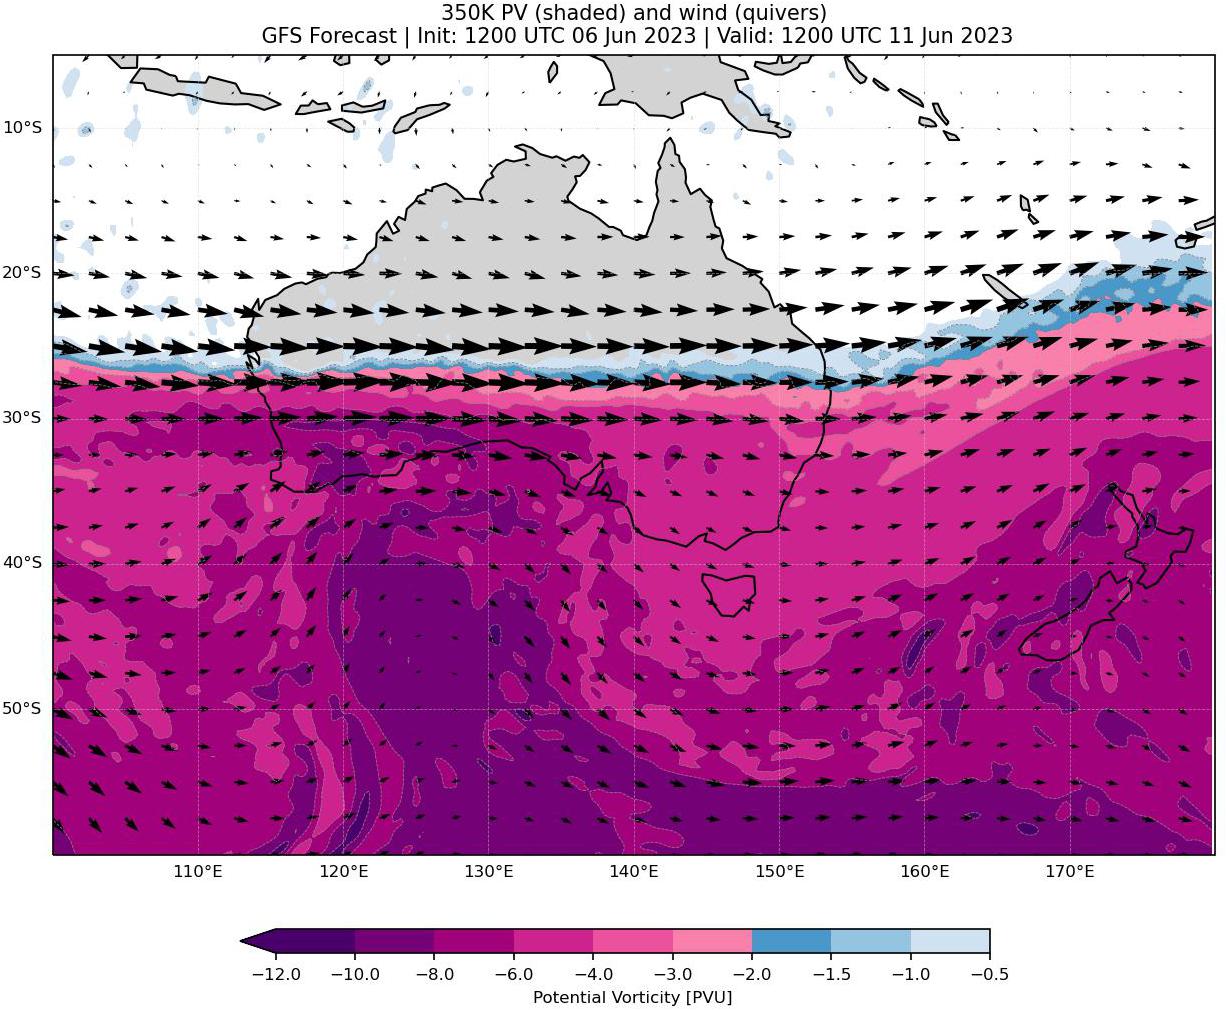 350K PV (shaded) and wind (quivers)
GFS Forecast | Init: 1200 UTC 06 Jun 2023 | Valid: 1200 UTC 11 Jun 2023
10°S
20°S
30°S
40°S
50°S
110°E 120°E 130°E 140°E 150°E 160°E 170°E
−12.0 −10.0 −8.0 −6.0 −4.0 −3.0 −2.0 −1.5 −1.0 −0.5
Potential Vorticity [PVU]